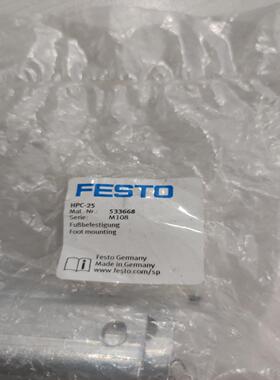 FESTO
HPC-25
Mat. Nr.: 533668
Serie: M108
Fußbefestigung
Foot mounting
Festo Germany
Made in Germany
www.festo.com/sp